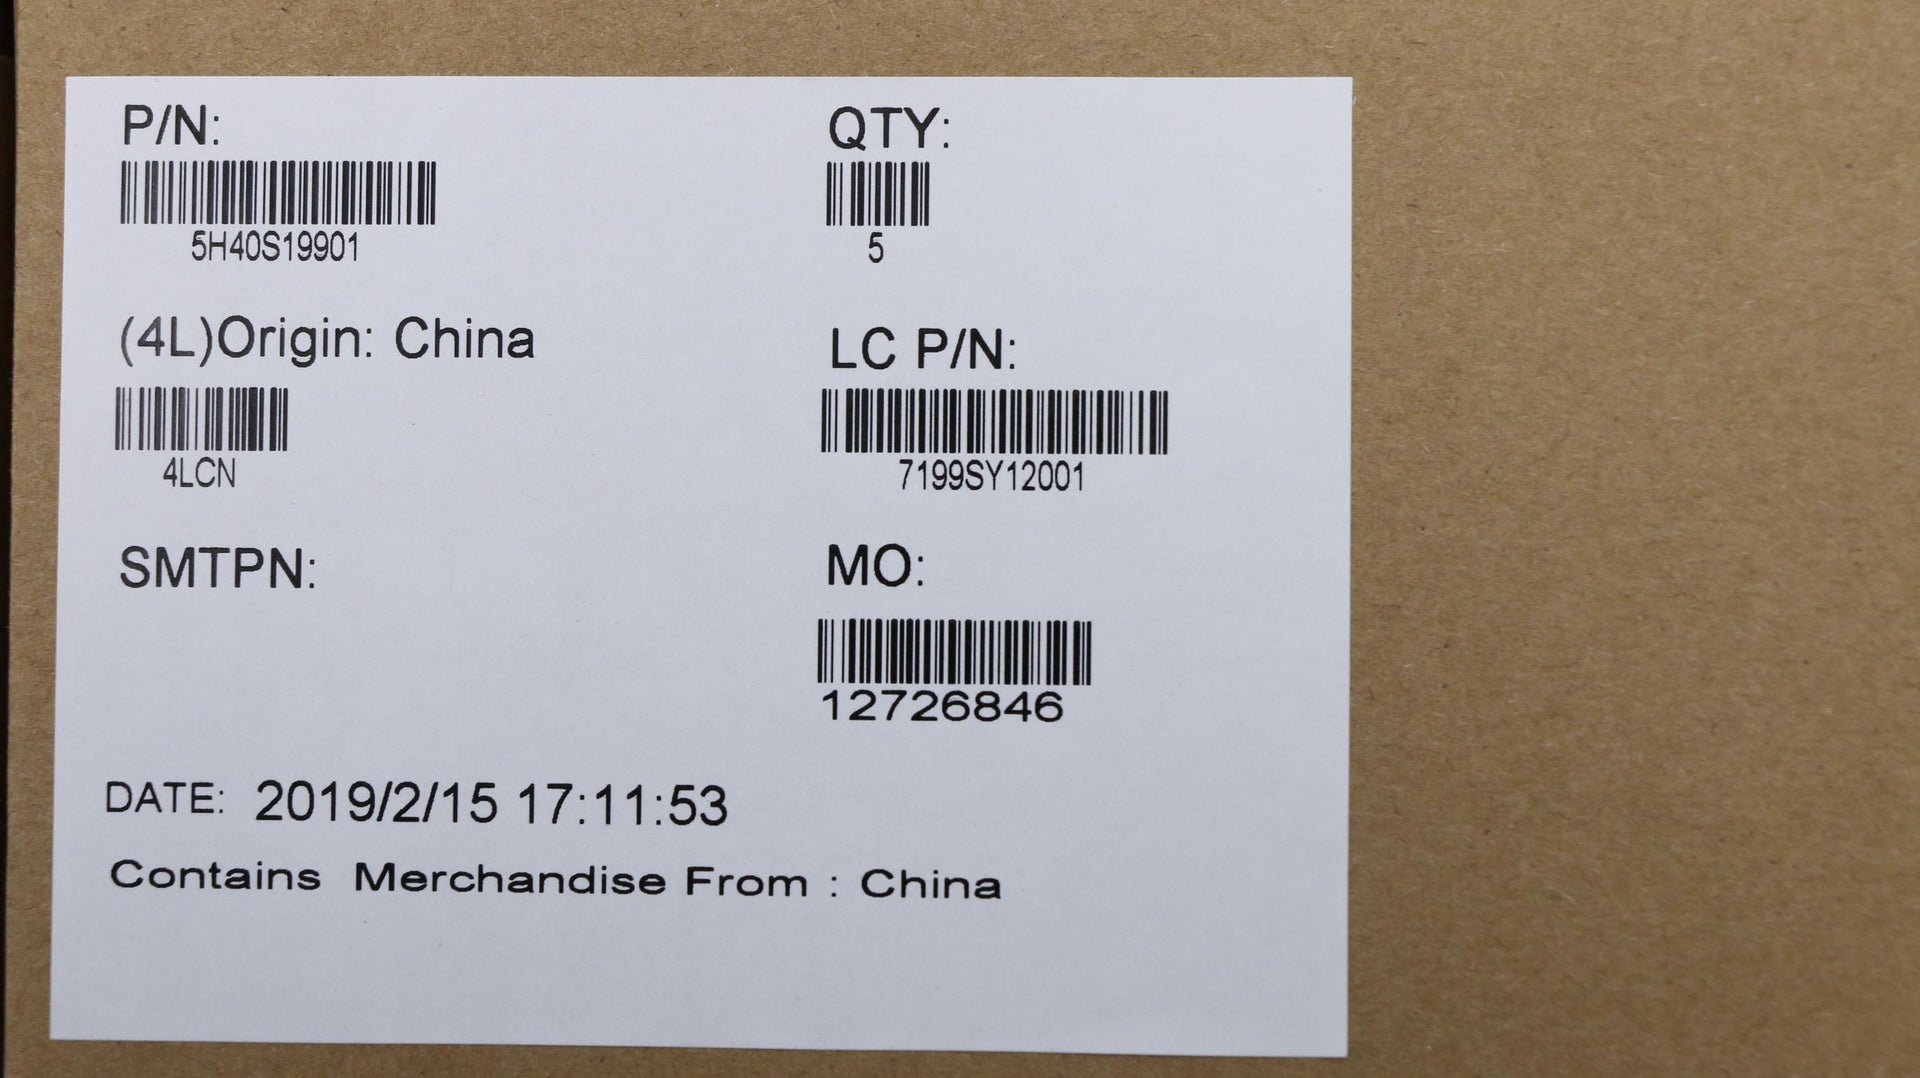 P/N:
QTY:
5H40S19901
5
(4L)Origin: China
LC P/N:
4LCN
7199SY12001
SMTPN:
MO:
12726846
DATE: 2019/2/15 17:11:53
Contains Merchandise From : China